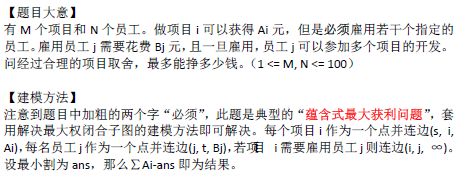 【题目大意】
有 M 个项目和 N 个员工。做项目 i 可以获得 Ai 元，但是必须雇用若干个指定的
员工。雇用员工 j 需要花费 Bj 元，且一旦雇用，员工 j 可以参加多个项目的开发。
问经过合理的项目取舍，最多能挣多少钱。（1 <= M, N <= 100）
【建模方法】
注意到题目中加粗的两个字“必须”，此题是典型的“蕴含式最大获利问题”，套
用解决最大权闭合子图的建模方法即可解决。每个项目 i 作为一个点并连边(s, i,
Ai)，每名员工 j 作为一个点并连边(j, t, Bj)，若项目 i 需要雇用员工 j 则连边(i, j, ∞)。
设最小割为 ans，那么∑Ai-ans 即为结果。